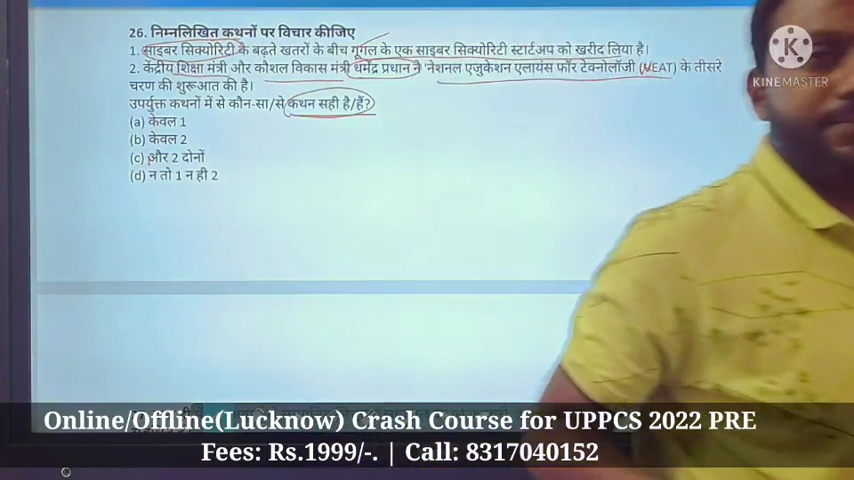 26. निम्नलिखित कथनों पर विचार कीजिए
1. साइबर सिक्योरिटी के बढ़ते खतरों के बीच गूगल के एक साइबर सिक्योरिटी स्टार्टअप को खरीद लिया है।
2. केंद्रीय शिक्षा मंत्री और कौशल विकास मंत्री धर्मेंद्र प्रधान ने 'नेशनल एजुकेशन एलायंस फॉर टेक्नोलॉजी (NEAT) के तीसरे
चरण की शुरूआत की है।
उपर्युक्त कथनों में से कौन-सा/से कथन सही है/हैं?
(a) केवल 1
(b) केवल 2
(c) और 2 दोनों
(d) न तो 1 न ही 2
KINEMASTER
Online/Offline(Lucknow) Crash Course for UPPCS 2022 PRE
Fees: Rs.1999/-. | Call: 8317040152